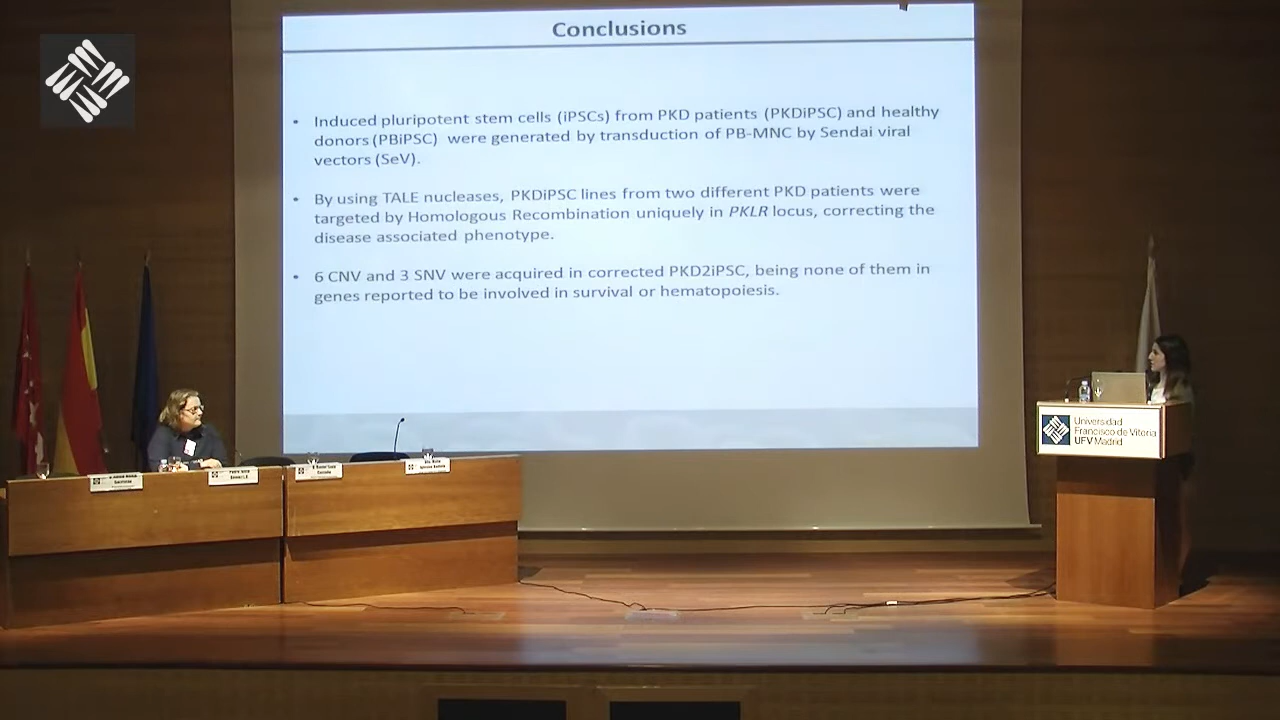 Conclusions
• Induced pluripotent stem cells (iPSCs) from PKD patients (PKDiPSC) and healthy
donors (PBiPSC) were generated by transduction of PB-MNC by Sendai viral
vectors (SeV).
• By using TALE nucleases, PKDiPSC lines from two different PKD patients were
targeted by Homologous Recombination uniquely in PKLR locus, correcting the
disease associated phenotype.
• 6 CNV and 3 SNV were acquired in corrected PKD2iPSC, being none of them in
genes reported to be involved in survival or hematopoiesis.
Universidad
Francisco de Vitoria
UFV Madrid